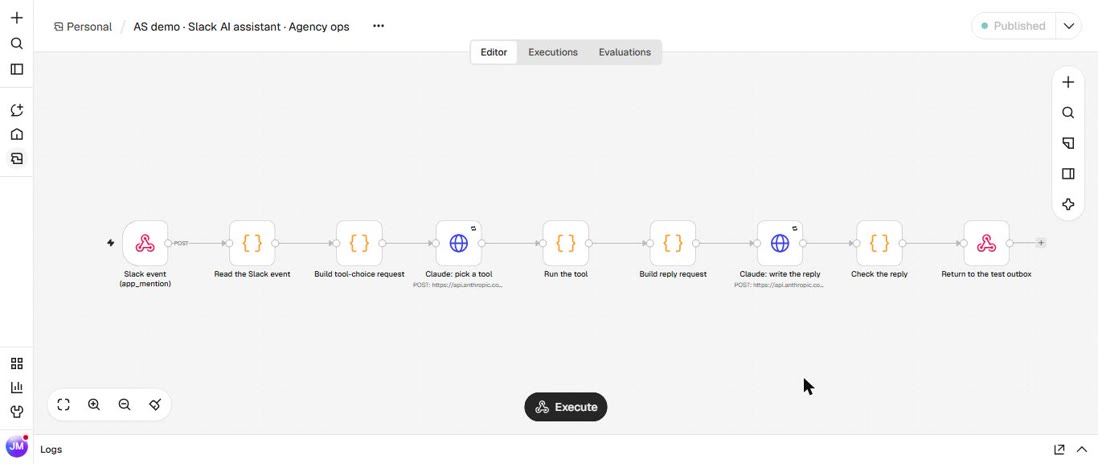 Personal / AS demo · Slack AI assistant · Agency ops ···
Published
Editor Executions Evaluations
POST
Slack event
(app_mention)
Read the Slack event
Build tool-choice request
Claude: pick a tool
POST: https://api.anthropic.co...
Run the tool
Build reply request
Claude: write the reply
POST: https://api.anthropic.co...
Check the reply
Return to the test outbox
Execute
JM
Logs